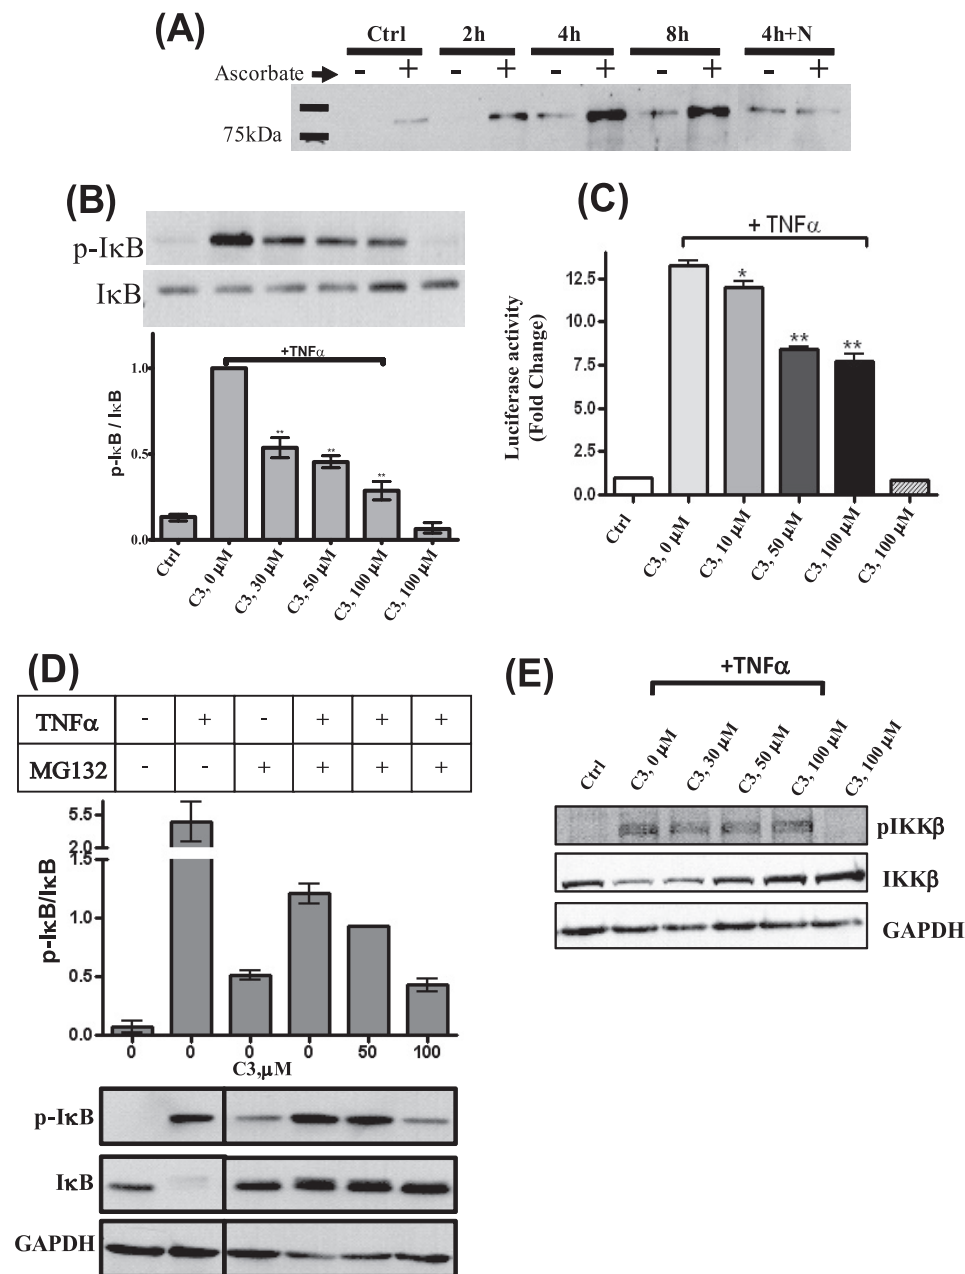 (A)
Ctrl 2h 4h 8h 4h+N
Ascorbate - + - + - + - + - +
75kDa
(B)
p-IκB
IκB
+TNFα
p-IκB / IκB
1.0
0.5
0.0
Ctrl
C3, 0 μM
C3, 30 μM
C3, 50 μM
C3, 100 μM
C3, 100 μM
** ** **
(C)
+ TNFα
Luciferase activity
(Fold Change)
12.5
10.0
7.5
5.0
2.5
0.0
* ** **
Ctrl
C3, 0 μM
C3, 10 μM
C3, 50 μM
C3, 100 μM
C3, 100 μM
(D)
TNFα - + - + + +
MG132 - - + + + +
p-IκB/IκB
5.5
2.0
1.5
1.0
0.5
0.0
0 0 0 0 50 100
C3,μM
p-IκB
IκB
GAPDH
(E)
+TNFα
Ctrl
C3, 0 μM
C3, 30 μM
C3, 50 μM
C3, 100 μM
C3, 100 μM
pIKKβ
IKKβ
GAPDH